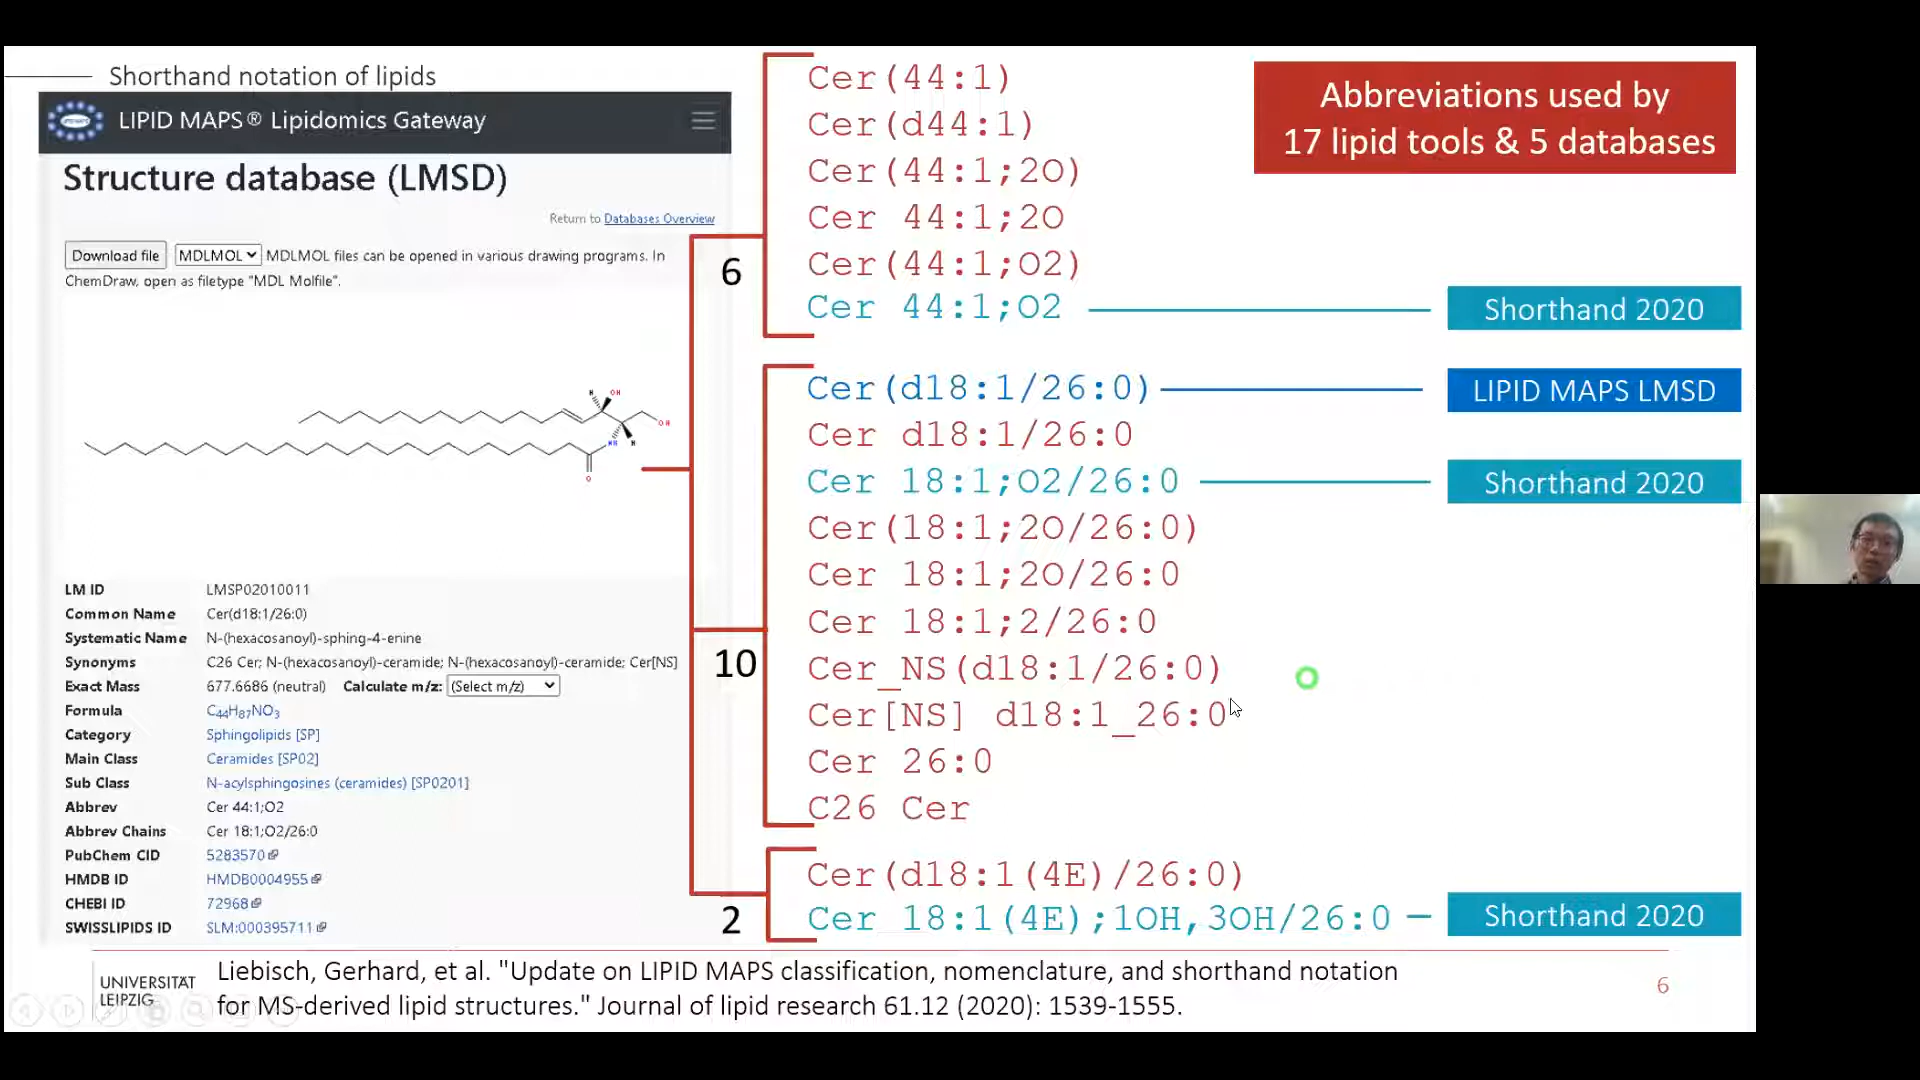 Shorthand notation of lipids
LIPID MAPS® Lipidomics Gateway
Structure database (LMSD)
Return to Databases Overview
Download file MDLMOL MDLMOL files can be opened in various drawing programs. In
ChemDraw, open as filetype "MDL Molfile".
H OH
OH
NH H
O
LM ID LMSP02010011
Common Name Cer(d18:1/26:0)
Systematic Name N-(hexacosanoyl)-sphing-4-enine
Synonyms C26 Cer; N-(hexacosanoyl)-ceramide; N-(hexacosanoyl)-ceramide; Cer[NS]
Exact Mass 677.6686 (neutral) Calculate m/z: (Select m/z)
Formula C₄₄H₈₇NO₃
Category Sphingolipids [SP]
Main Class Ceramides [SP02]
Sub Class N-acylsphingosines (ceramides) [SP0201]
Abbrev Cer 44:1;O2
Abbrev Chains Cer 18:1;O2/26:0
PubChem CID 5283570
HMDB ID HMDB0004955
CHEBI ID 72968
SWISSLIPIDS ID SLM:000395711
6
Cer(44:1)
Cer(d44:1)
Cer(44:1;2O)
Cer 44:1;2O
Cer(44:1;O2)
Cer 44:1;O2
10
Cer(d18:1/26:0)
Cer d18:1/26:0
Cer 18:1;O2/26:0
Cer(18:1;2O/26:0)
Cer 18:1;2O/26:0
Cer 18:1;2/26:0
Cer_NS(d18:1/26:0)
Cer[NS] d18:1_26:0
Cer 26:0
C26 Cer
2
Cer(d18:1(4E)/26:0)
Cer 18:1(4E);1OH,3OH/26:0
Abbreviations used by
17 lipid tools & 5 databases
Shorthand 2020
LIPID MAPS LMSD
Shorthand 2020
Shorthand 2020
UNIVERSITÄT
LEIPZIG
Liebisch, Gerhard, et al. "Update on LIPID MAPS classification, nomenclature, and shorthand notation
for MS-derived lipid structures." Journal of lipid research 61.12 (2020): 1539-1555.
6